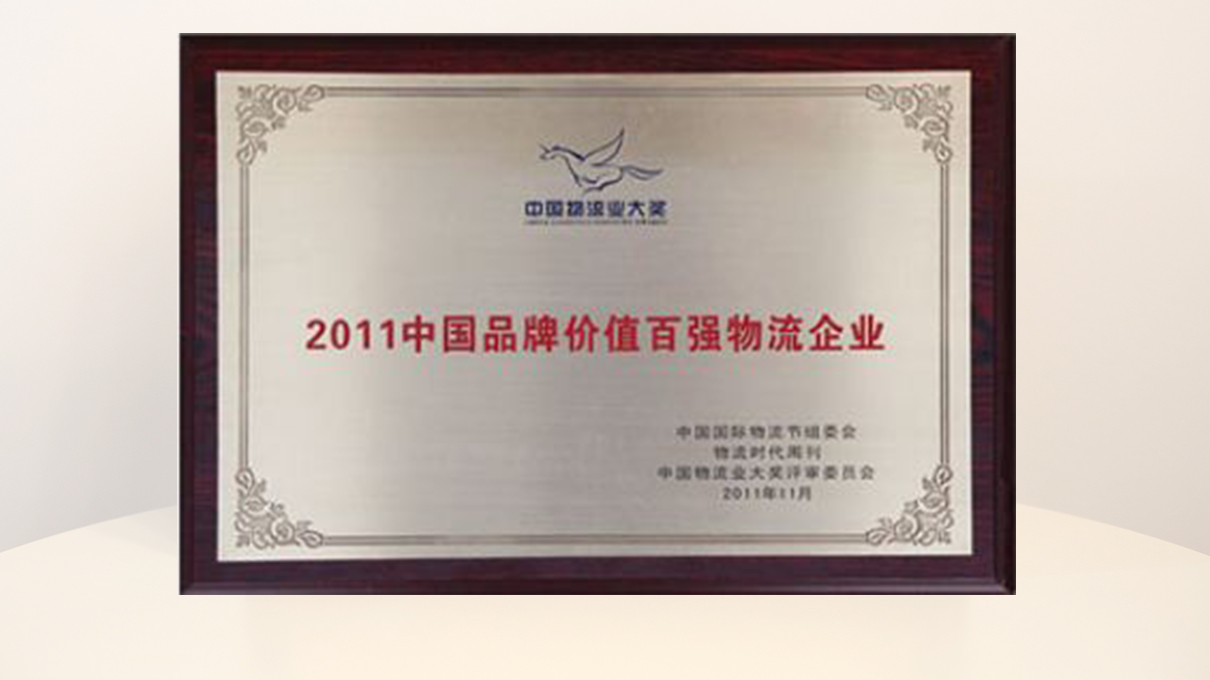 中国物流业大奖
2011中国品牌价值百强物流企业
中国国际物流节组委会
物流时代周刊
中国物流业大奖评审委员会
2011年11月